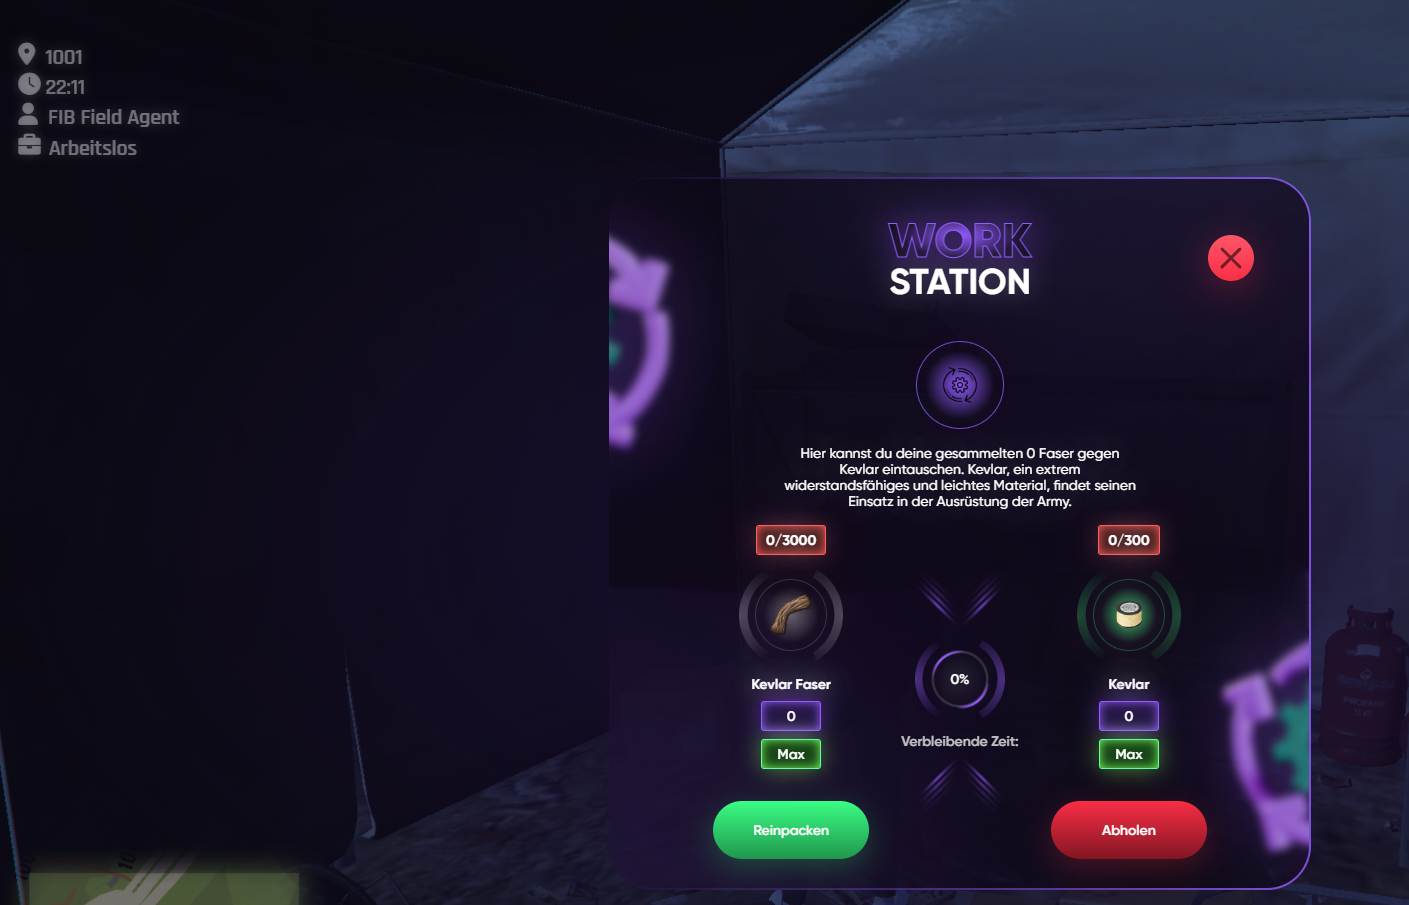 1001
22:11
FIB Field Agent
Arbeitslos
WORK
STATION
Hier kannst du deine gesammelten 0 Faser gegen
Kevlar eintauschen. Kevlar, ein extrem
widerstandsfähiges und leichtes Material, findet seinen
Einsatz in der Ausrüstung der Army.
0/3000
0/300
Kevlar Faser
0
Max
0%
Verbleibende Zeit:
Kevlar
0
Max
Reinpacken
Abholen
PROPANE
10